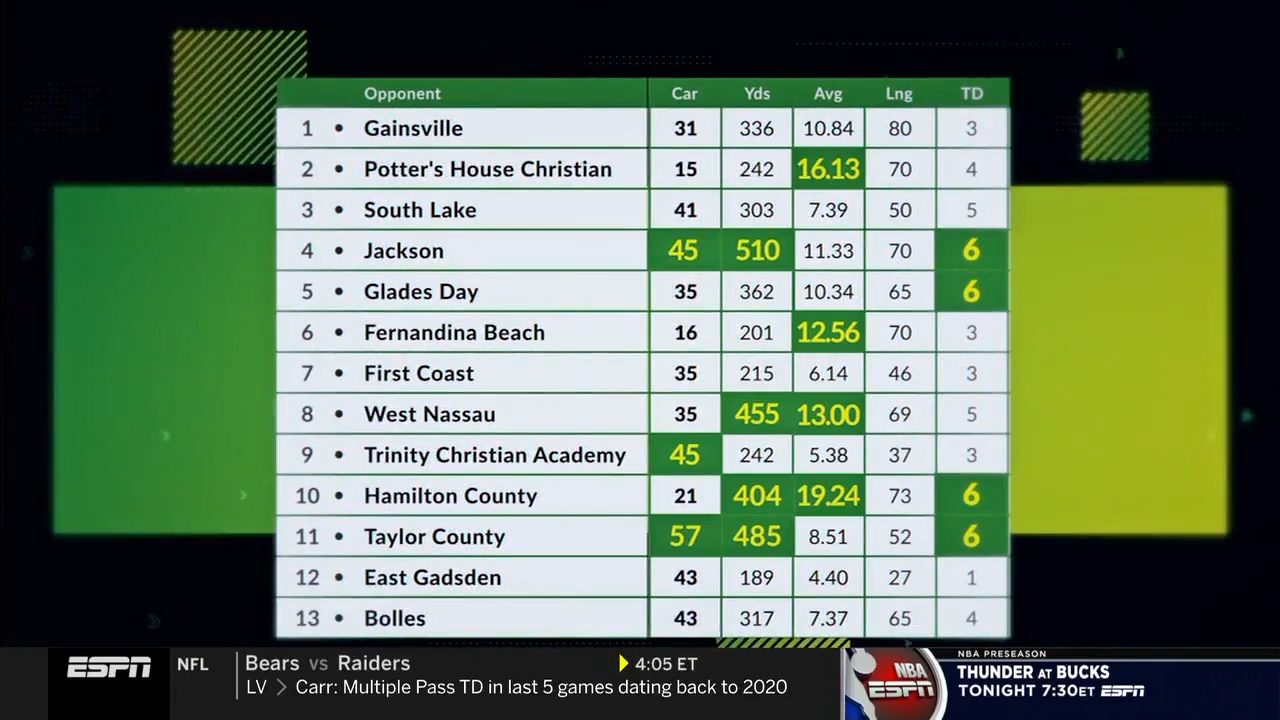 Opponent Car Yds Avg Lng TD
1 • Gainsville 31 336 10.84 80 3
2 • Potter's House Christian 15 242 16.13 70 4
3 • South Lake 41 303 7.39 50 5
4 • Jackson 45 510 11.33 70 6
5 • Glades Day 35 362 10.34 65 6
6 • Fernandina Beach 16 201 12.56 70 3
7 • First Coast 35 215 6.14 46 3
8 • West Nassau 35 455 13.00 69 5
9 • Trinity Christian Academy 45 242 5.38 37 3
10 • Hamilton County 21 404 19.24 73 6
11 • Taylor County 57 485 8.51 52 6
12 • East Gadsden 43 189 4.40 27 1
13 • Bolles 43 317 7.37 65 4
ESPN NFL Bears vs Raiders 4:05 ET
LV > Carr: Multiple Pass TD in last 5 games dating back to 2020
NBA
ESPN
NBA PRESEASON
THUNDER AT BUCKS
TONIGHT 7:30ET ESPN